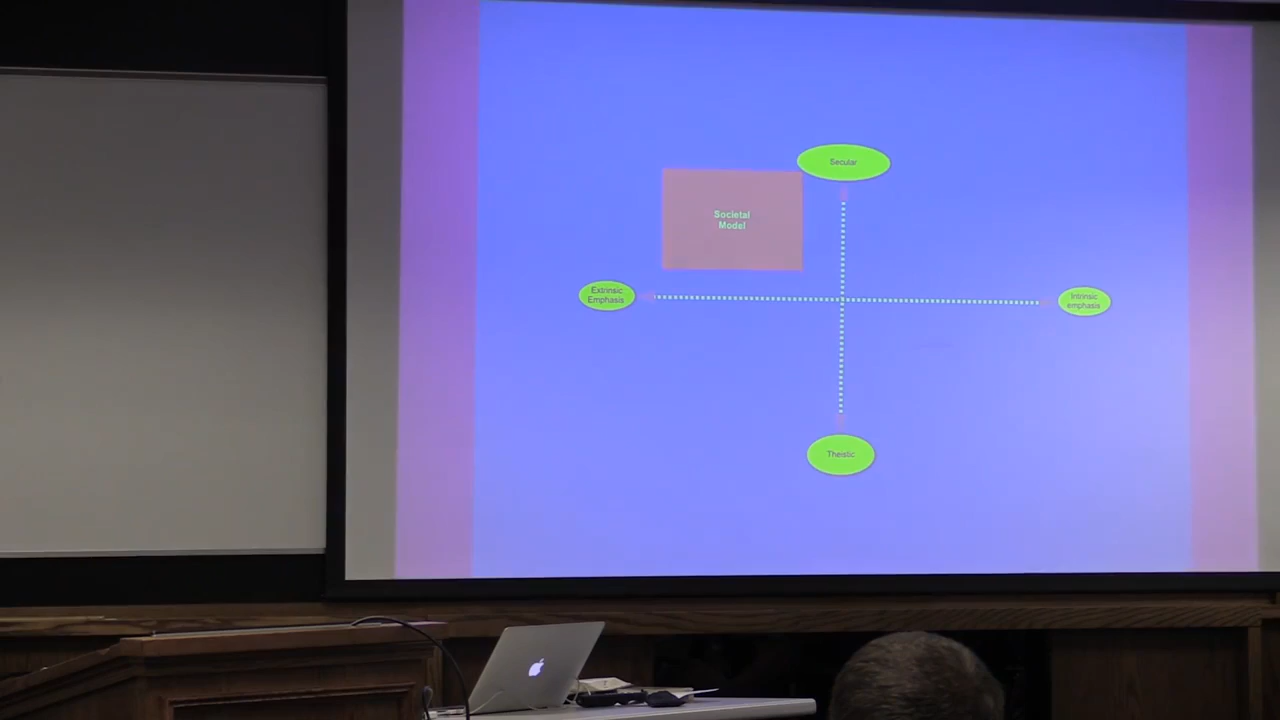 Secular
Societal
Model
Extrinsic
Emphasis
Intrinsic
emphasis
Theistic